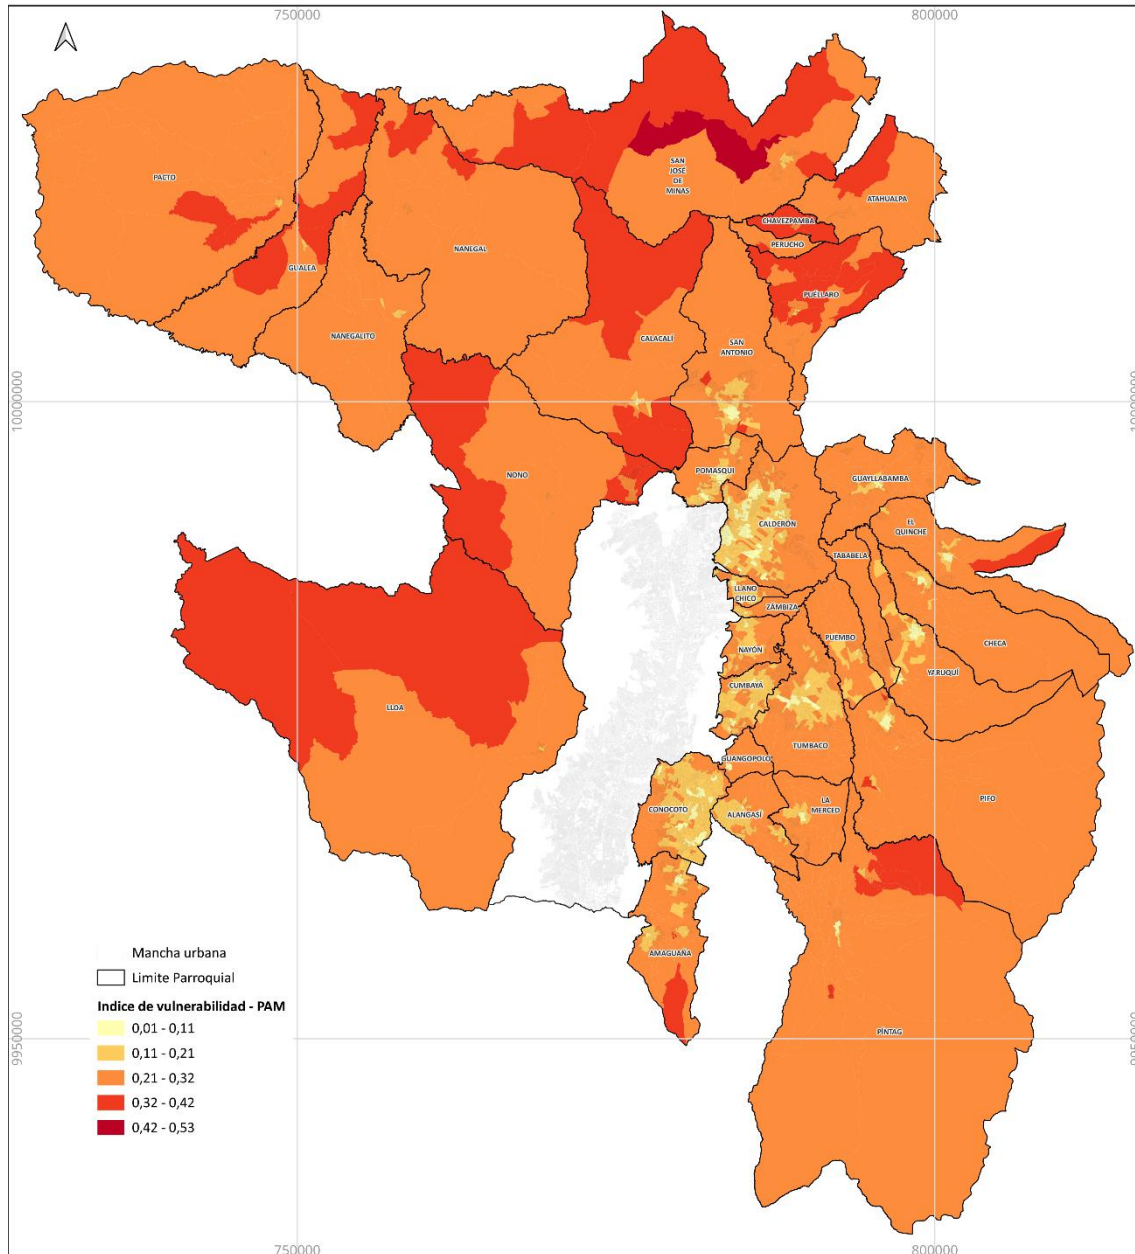 750000
800000
PACTO
SAN
JOSÉ
DE
MINAS
ATAHUALPA
CHAVEZPAMBA
PERUCHO
NANEGAL
GUALEA
PUÉLLARO
NANEGALITO
CALACALÍ
SAN
ANTONIO
10000000
10000000
NONO
POMASQUI
GUAYLLABAMBA
CALDERÓN
EL
QUINCHE
TABABELA
LLANO
CHICO
ZÁMBIZA
PUEMBO
CHECA
NAYÓN
YARUQUÍ
CUMBAYÁ
LLOA
TUMBACO
GUANGOPOLO
PIFO
CONOCOTO
ALANGASÍ
LA
MERCED
AMAGUAÑA
PÍNTAG
9950000
9950000
Mancha urbana
Limite Parroquial
Indice de vulnerabilidad - PAM
0,01 - 0,11
0,11 - 0,21
0,21 - 0,32
0,32 - 0,42
0,42 - 0,53
750000
800000